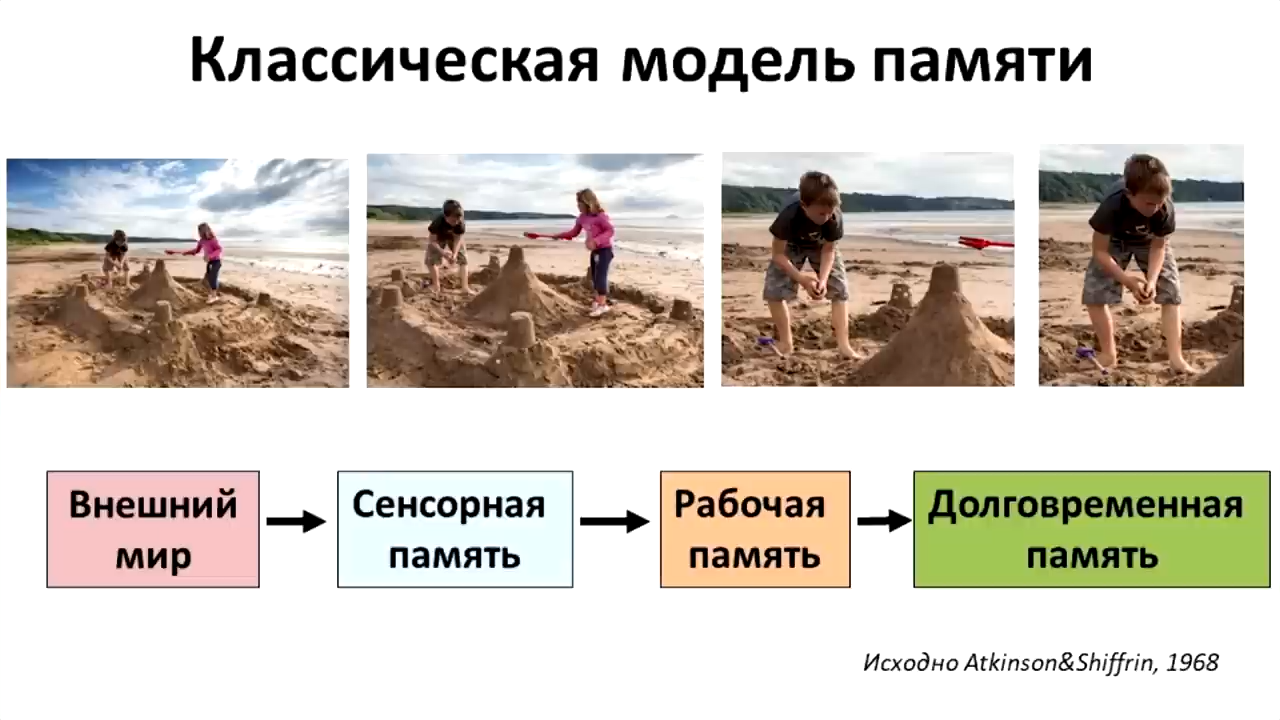 Классическая модель памяти
Внешний
мир
Сенсорная
память
Рабочая
память
Долговременная
память
Исходно Atkinson&Shiffrin, 1968